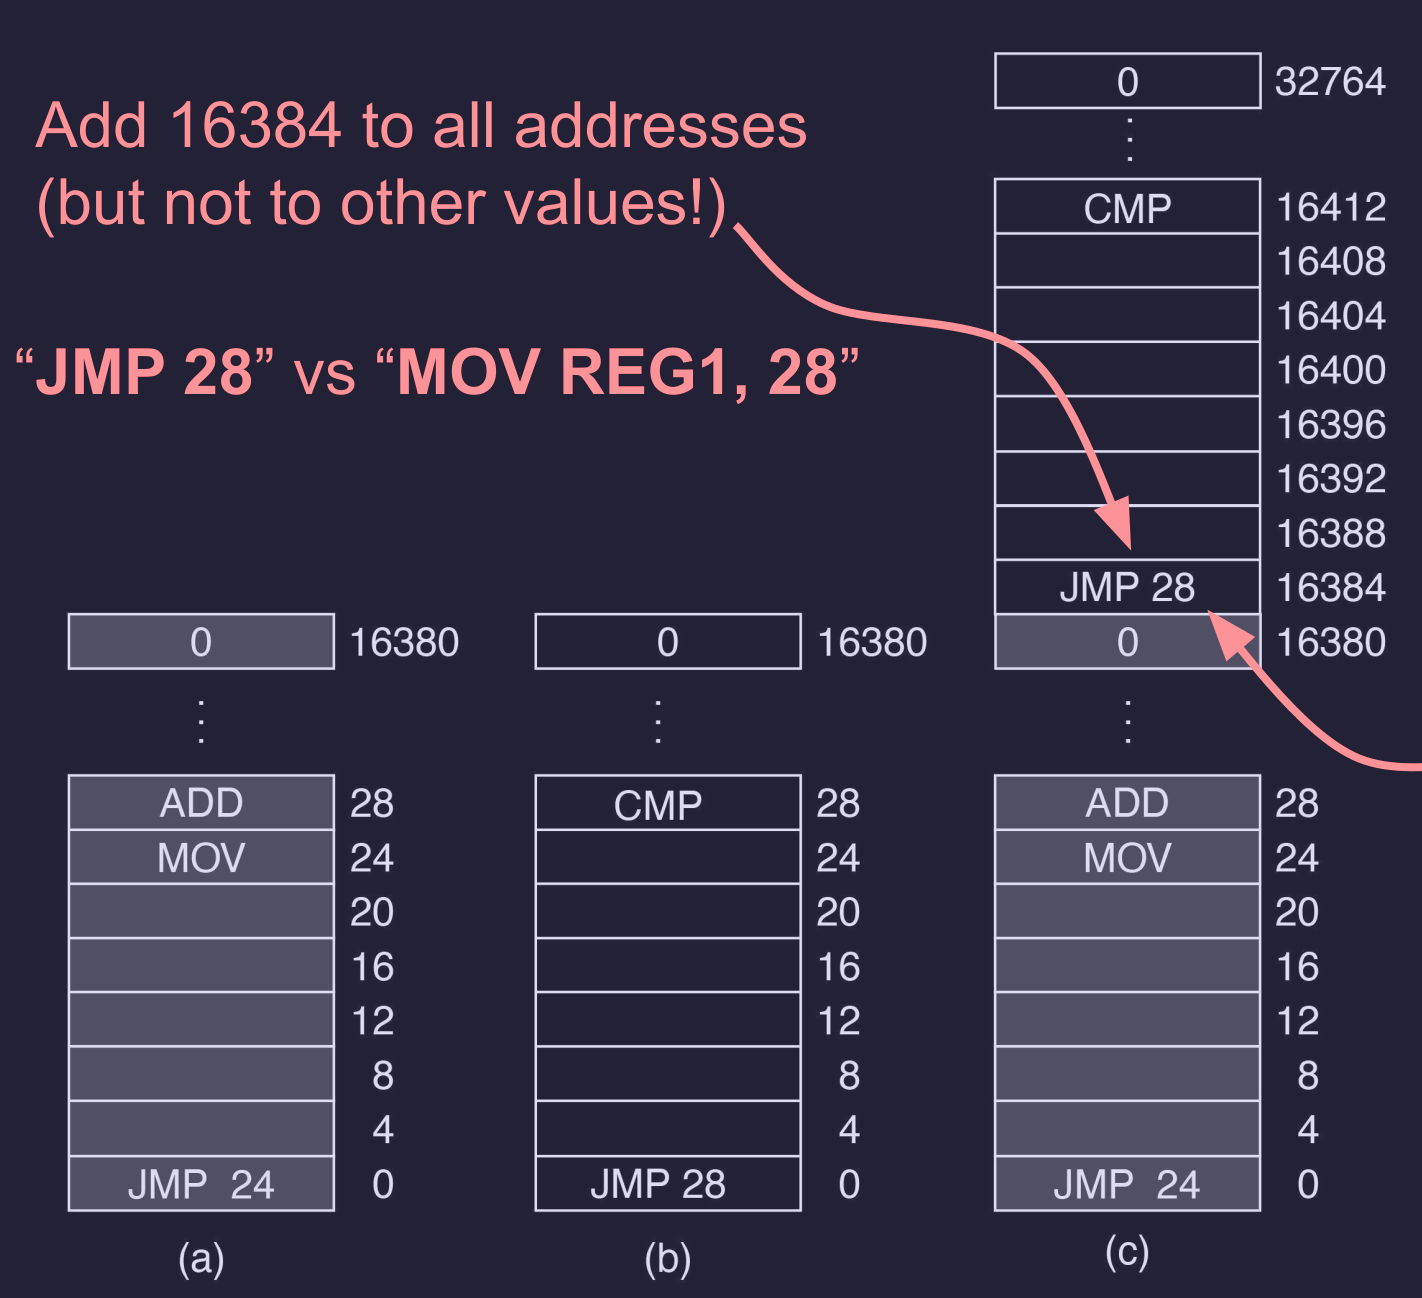 Add 16384 to all addresses
(but not to other values!)
“JMP 28” vs “MOV REG1, 28”
0 16380
⋮
ADD 28
MOV 24
20
16
12
8
4
JMP 24 0
(a)
0 16380
⋮
CMP 28
24
20
16
12
8
4
JMP 28 0
(b)
0 32764
⋮
CMP 16412
16408
16404
16400
16396
16392
16388
JMP 28 16384
0 16380
⋮
ADD 28
MOV 24
20
16
12
8
4
JMP 24 0
(c)